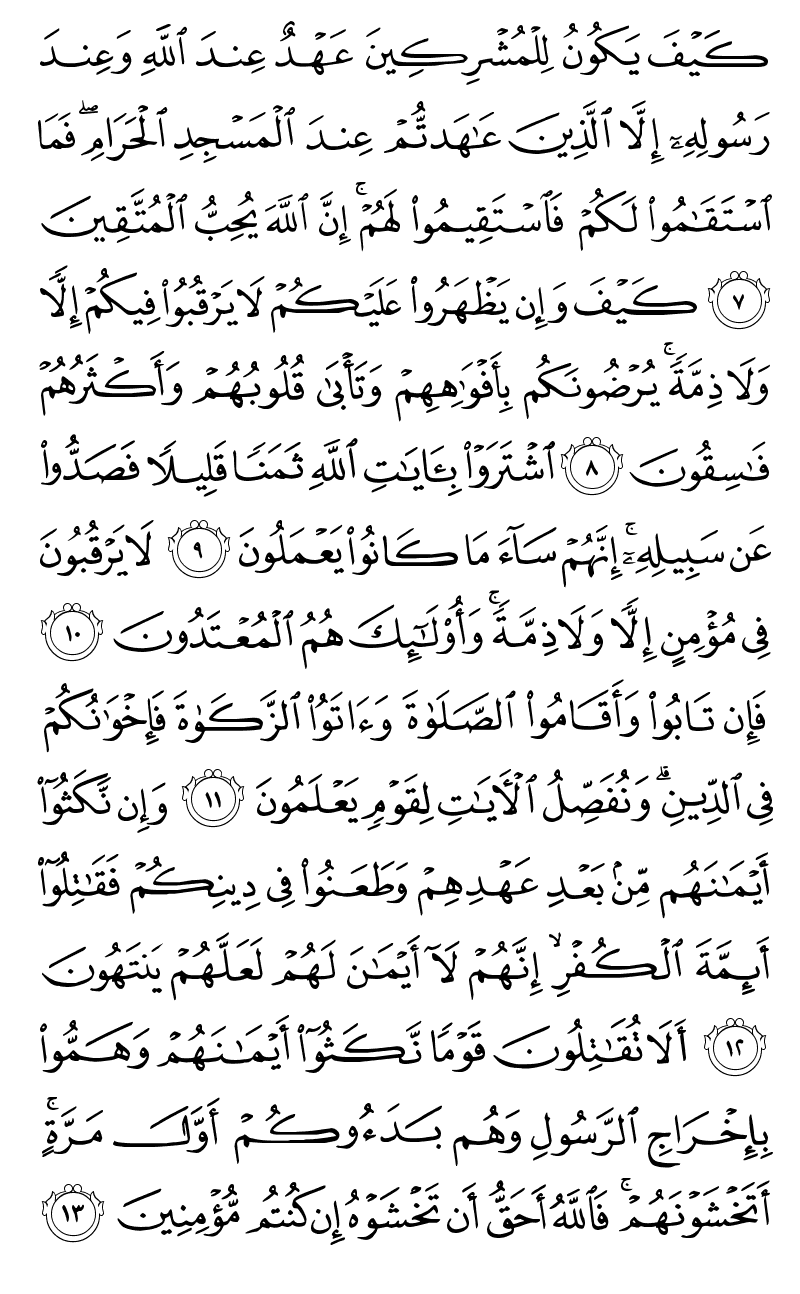 كَيْفَ يَكُونُ لِلْمُشْرِكِينَ عَهْدٌ عِندَ ٱللَّهِ وَعِندَ
رَسُولِهِۦٓ إِلَّا ٱلَّذِينَ عَٰهَدتُّمْ عِندَ ٱلْمَسْجِدِ ٱلْحَرَامِ ۖ فَمَا
ٱسْتَقَٰمُوا۟ لَكُمْ فَٱسْتَقِيمُوا۟ لَهُمْ ۚ إِنَّ ٱللَّهَ يُحِبُّ ٱلْمُتَّقِينَ
٧ كَيْفَ وَإِن يَظْهَرُوا۟ عَلَيْكُمْ لَا يَرْقُبُوا۟ فِيكُمْ إِلًّا
وَلَا ذِمَّةً ۚ يُرْضُونَكُم بِأَفْوَٰهِهِمْ وَتَأْبَىٰ قُلُوبُهُمْ وَأَكْثَرُهُمْ
فَٰسِقُونَ ٨ ٱشْتَرَوْا۟ بِـَٔايَٰتِ ٱللَّهِ ثَمَنًا قَلِيلًا فَصَدُّوا۟
عَن سَبِيلِهِۦٓ ۚ إِنَّهُمْ سَآءَ مَا كَانُوا۟ يَعْمَلُونَ ٩ لَا يَرْقُبُونَ
فِى مُؤْمِنٍ إِلًّا وَلَا ذِمَّةً ۚ وَأُو۟لَٰٓئِكَ هُمُ ٱلْمُعْتَدُونَ ١٠
فَإِن تَابُوا۟ وَأَقَامُوا۟ ٱلصَّلَوٰةَ وَءَاتَوُا۟ ٱلزَّكَوٰةَ فَإِخْوَٰنُكُمْ
فِى ٱلدِّينِ ۗ وَنُفَصِّلُ ٱلْـَٔايَٰتِ لِقَوْمٍ يَعْلَمُونَ ١١ وَإِن نَّكَثُوٓا۟
أَيْمَٰنَهُم مِّنۢ بَعْدِ عَهْدِهِمْ وَطَعَنُوا۟ فِى دِينِكُمْ فَقَٰتِلُوٓا۟
أَئِمَّةَ ٱلْكُفْرِ ۙ إِنَّهُمْ لَآ أَيْمَٰنَ لَهُمْ لَعَلَّهُمْ يَنتَهُونَ
١٢ أَلَا تُقَٰتِلُونَ قَوْمًا نَّكَثُوٓا۟ أَيْمَٰنَهُمْ وَهَمُّوا۟
بِإِخْرَاجِ ٱلرَّسُولِ وَهُم بَدَءُوكُمْ أَوَّلَ مَرَّةٍ ۚ
أَتَخْشَوْنَهُمْ ۚ فَٱللَّهُ أَحَقُّ أَن تَخْشَوْهُ إِن كُنتُم مُّؤْمِنِينَ ١٣